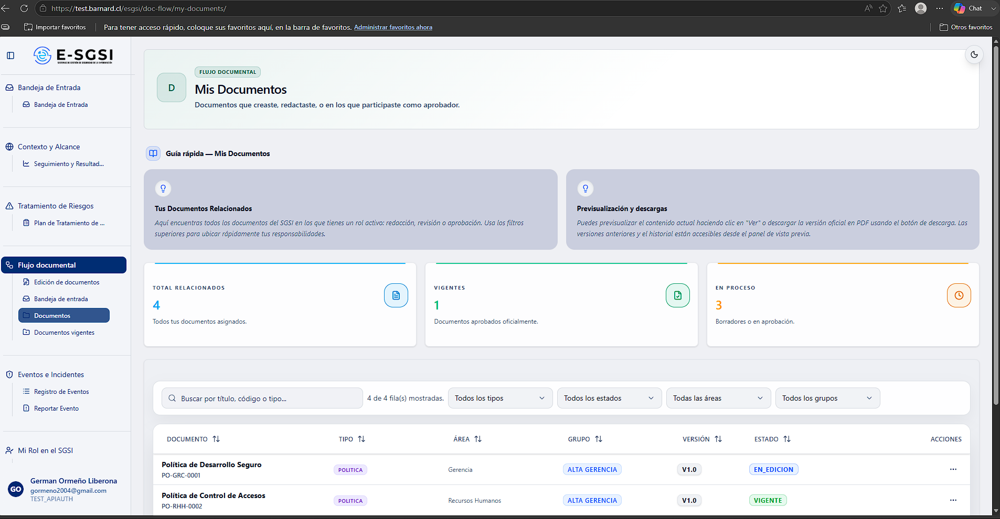 https://test.barnard.cl/esgsi/doc-flow/my-documents/
Chat
Importar favoritos
Para tener acceso rápido, coloque sus favoritos aquí, en la barra de favoritos. Administrar favoritos ahora
Otros favoritos
E-SGSI
SISTEMAS DE GESTIÓN DE SEGURIDAD DE LA INFORMACIÓN
Bandeja de Entrada
Bandeja de Entrada
Contexto y Alcance
Seguimiento y Resultad...
Tratamiento de Riesgos
Plan de Tratamiento de ...
Flujo documental
Edición de documentos
Bandeja de entrada
Documentos
Documentos vigentes
Eventos e Incidentes
Registro de Eventos
Reportar Evento
Mi Rol en el SGSI
GO
German Ormeño Liberona
gormeno2004@gmail.com
TEST_APIAUTH
D
FLUJO DOCUMENTAL
Mis Documentos
Documentos que creaste, redactaste, o en los que participaste como aprobador.
Guía rápida — Mis Documentos
Tus Documentos Relacionados
Aquí encuentras todos los documentos del SGSI en los que tienes un rol activo: redacción, revisión o aprobación. Usa los filtros
superiores para ubicar rápidamente tus responsabilidades.
Previsualización y descargas
Puedes previsualizar el contenido actual haciendo clic en "Ver" o descargar la versión oficial en PDF usando el botón de descarga. Las
versiones anteriores y el historial están accesibles desde el panel de vista previa.
TOTAL RELACIONADOS
4
Todos tus documentos asignados.
VIGENTES
1
Documentos aprobados oficialmente.
EN PROCESO
3
Borradores o en aprobación.
Buscar por título, código o tipo...
4 de 4 fila(s) mostradas.
Todos los tipos
Todos los estados
Todas las áreas
Todos los grupos
DOCUMENTO TIPO ÁREA GRUPO VERSIÓN ESTADO ACCIONES
Política de Desarrollo Seguro
PO-GRC-0001
POLITICA
Gerencia
ALTA GERENCIA
V1.0
EN_EDICION
...
Política de Control de Accesos
PO-RHH-0002
POLITICA
Recursos Humanos
ALTA GERENCIA
V1.0
VIGENTE
...